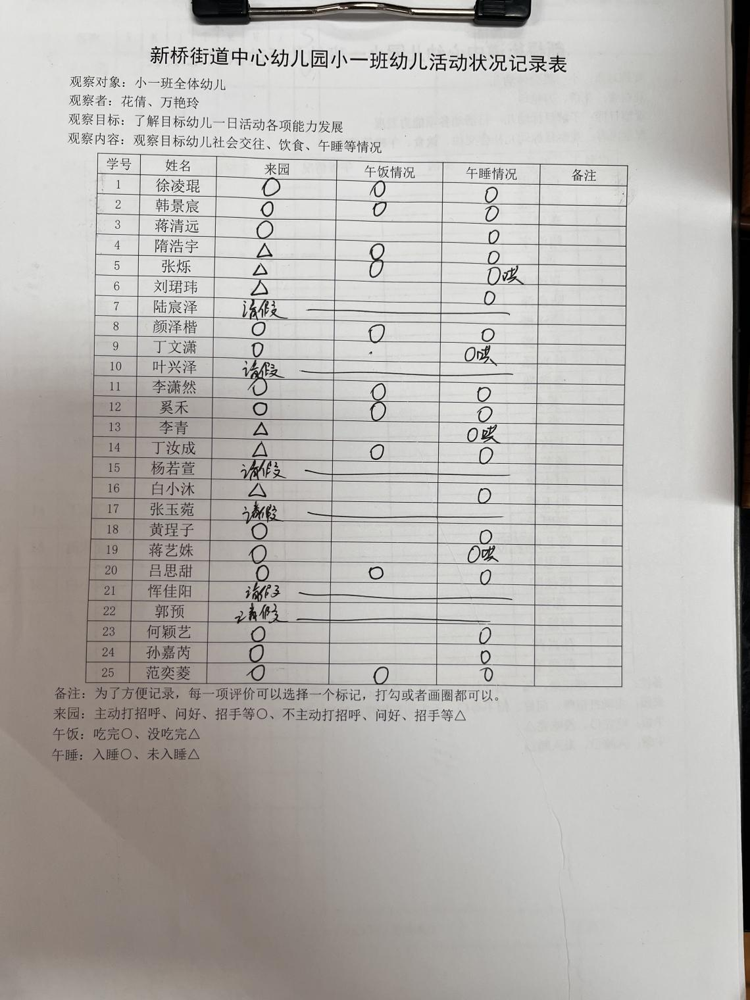 新桥街道中心幼儿园小一班幼儿活动状况记录表
观察对象：小一班全体幼儿
观察者：花倩、万艳玲
观察目标：了解目标幼儿一日活动各项能力发展
观察内容：观察目标幼儿社会交往、饮食、午睡等情况
学号 姓名 来园 午饭情况 午睡情况 备注
1 徐凌琨 ○ ○ ○
2 韩景宸 ○ ○ ○
3 蒋清远 ○ ○
4 隋浩宇 △ ○ ○
5 张烁 △ ○ ○哄
6 刘珺玮 △ ○
7 陆宸泽 请假
8 颜泽楷 ○ ○ ○
9 丁文潇 ○ ○哄
10 叶兴泽 请假
11 李潇然 ○ ○ ○
12 奚禾 ○ ○ ○
13 李青 △ ○哄
14 丁汝成 △ ○ ○
15 杨若萱 请假
16 白小沐 △ ○
17 张玉菀 请假
18 黄珵子 ○ ○
19 蒋艺姝 ○ ○哄
20 吕思甜 ○ ○ ○
21 恽佳阳 请假
22 郭预 请假
23 何颖艺 ○ ○
24 孙嘉芮 ○ ○
25 范奕菱 ○ ○ ○
备注：为了方便记录，每一项评价可以选择一个标记，打勾或者画圈都可以。
来园：主动打招呼、问好、招手等○、不主动打招呼、问好、招手等△
午饭：吃完○、没吃完△
午睡：入睡○、未入睡△